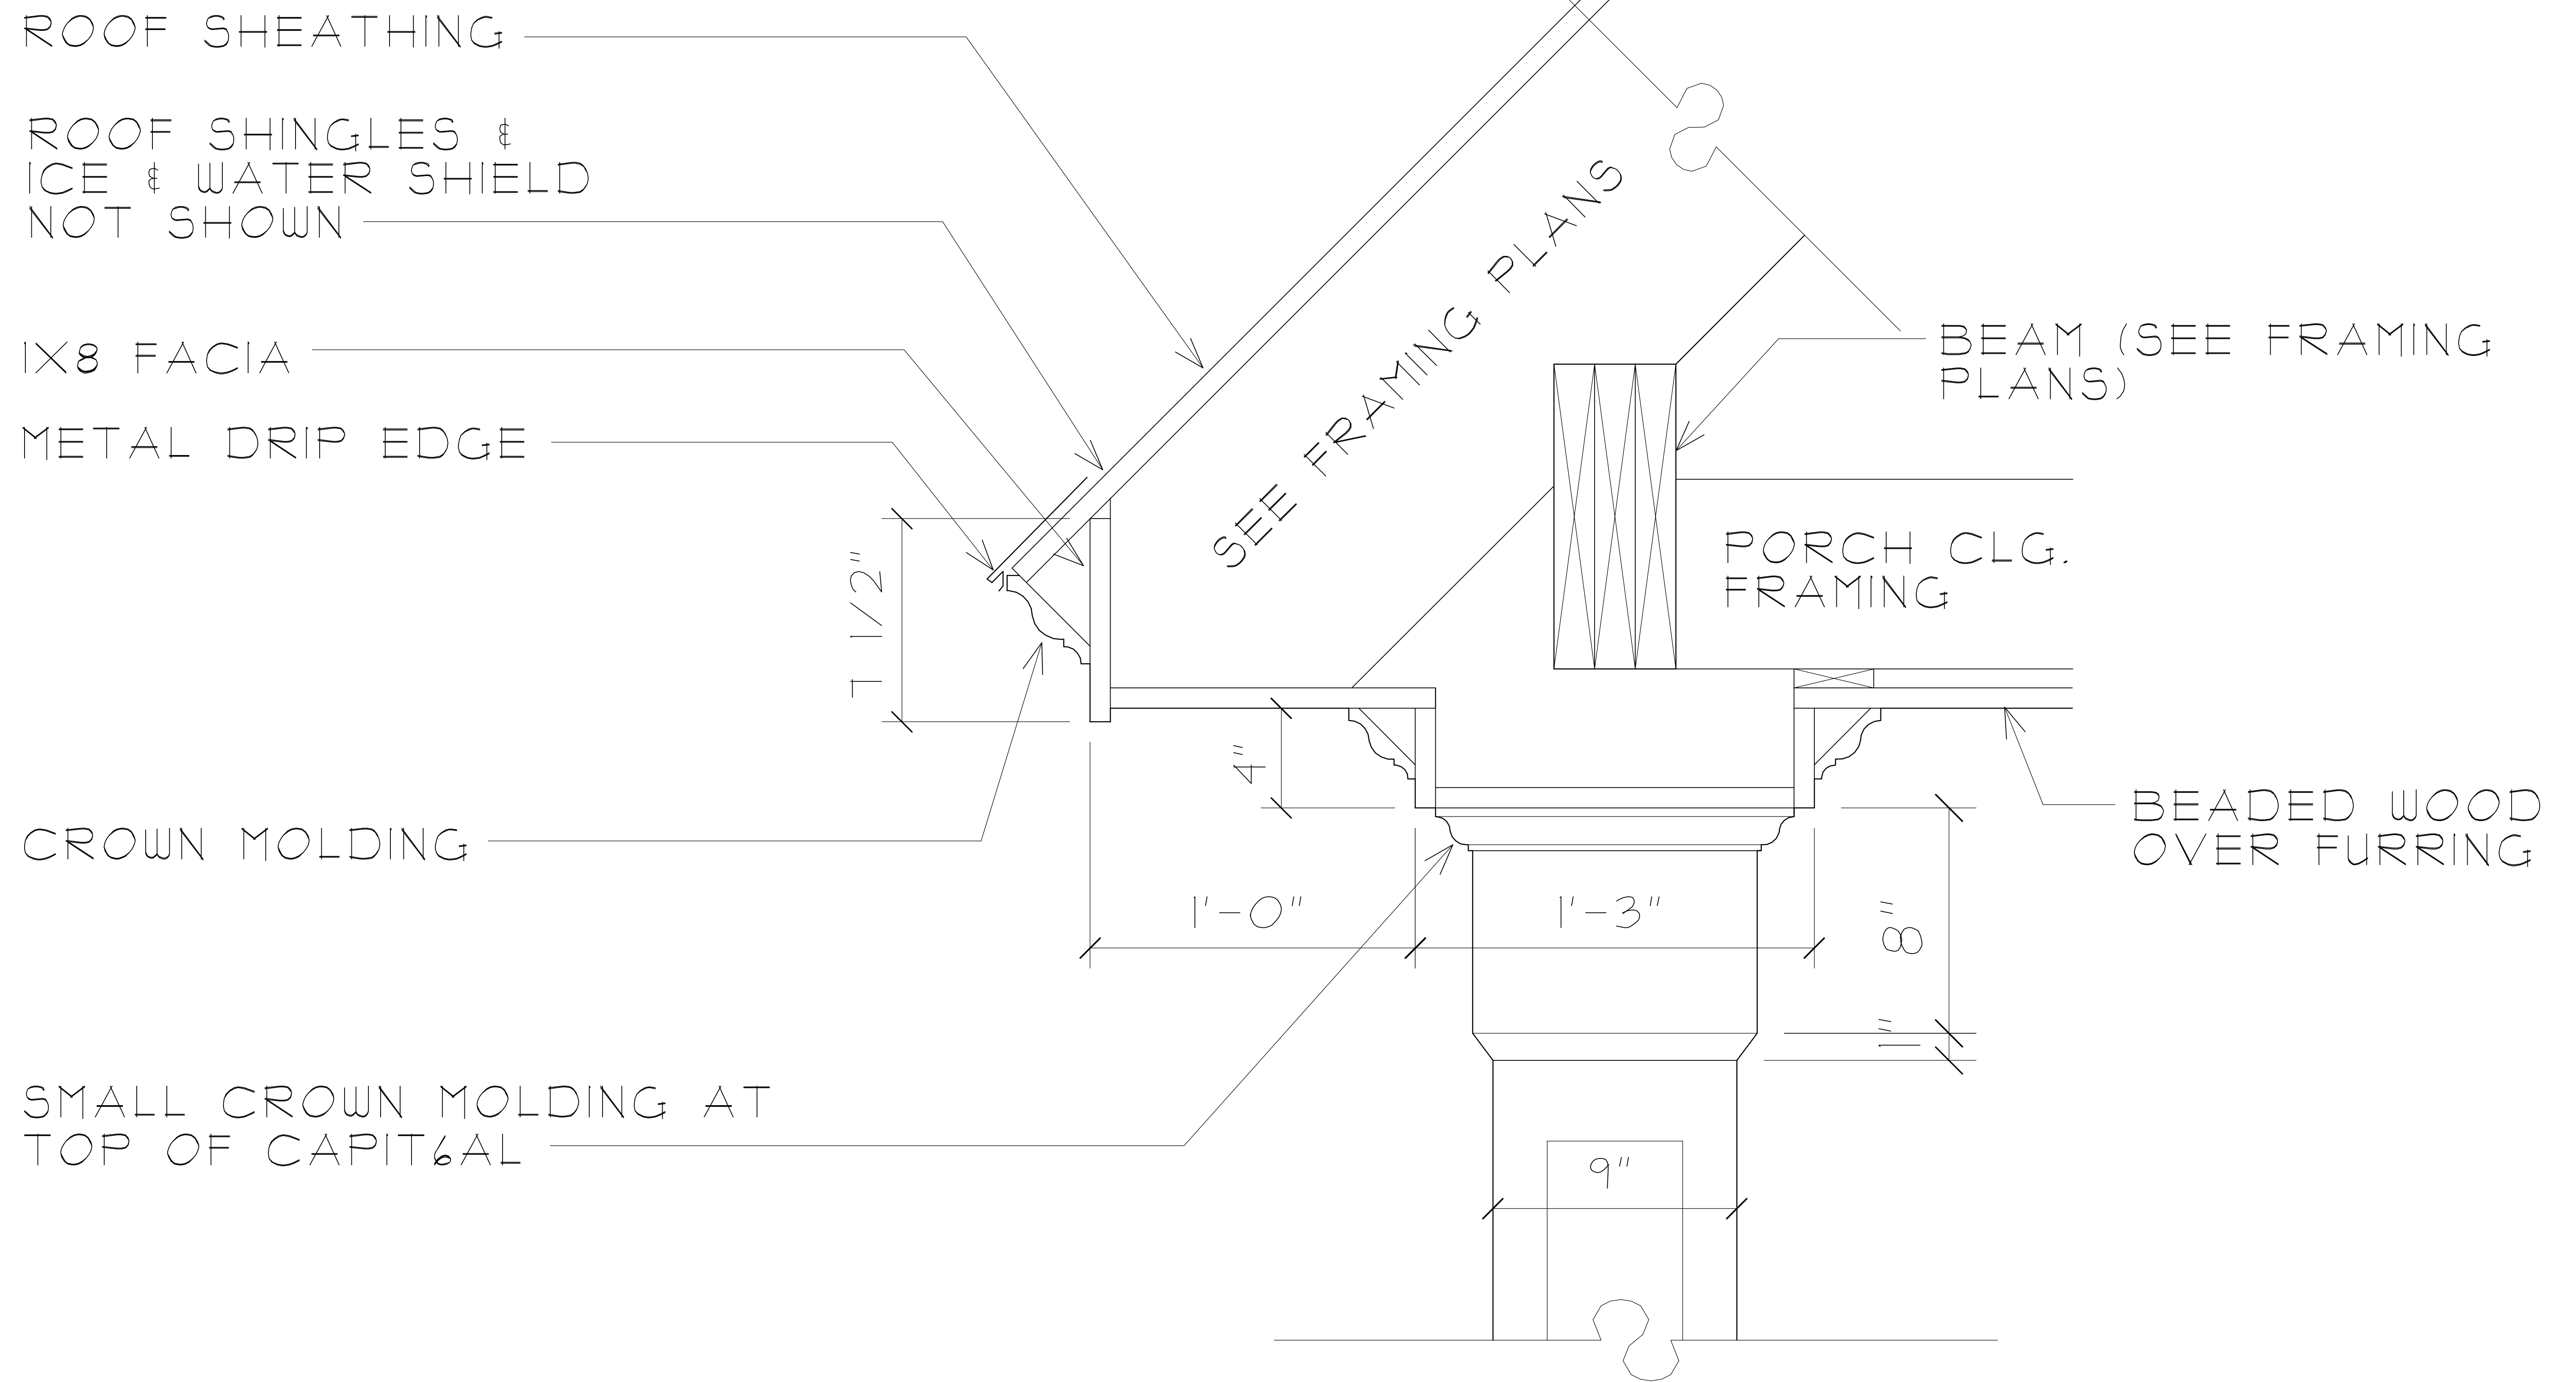 ROOF SHEATHING
ROOF SHINGLES &
ICE & WATER SHIELD
NOT SHOWN
1X8 FACIA
METAL DRIP EDGE
SEE FRAMING PLANS
BEAM (SEE FRAMING
PLANS)
PORCH CLG.
FRAMING
7 1/2"
4"
CROWN MOLDING
BEADED WOOD
OVER FURRING
1'-0"
1'-3"
8"
1"
SMALL CROWN MOLDING AT
TOP OF CAPIT6AL
9"